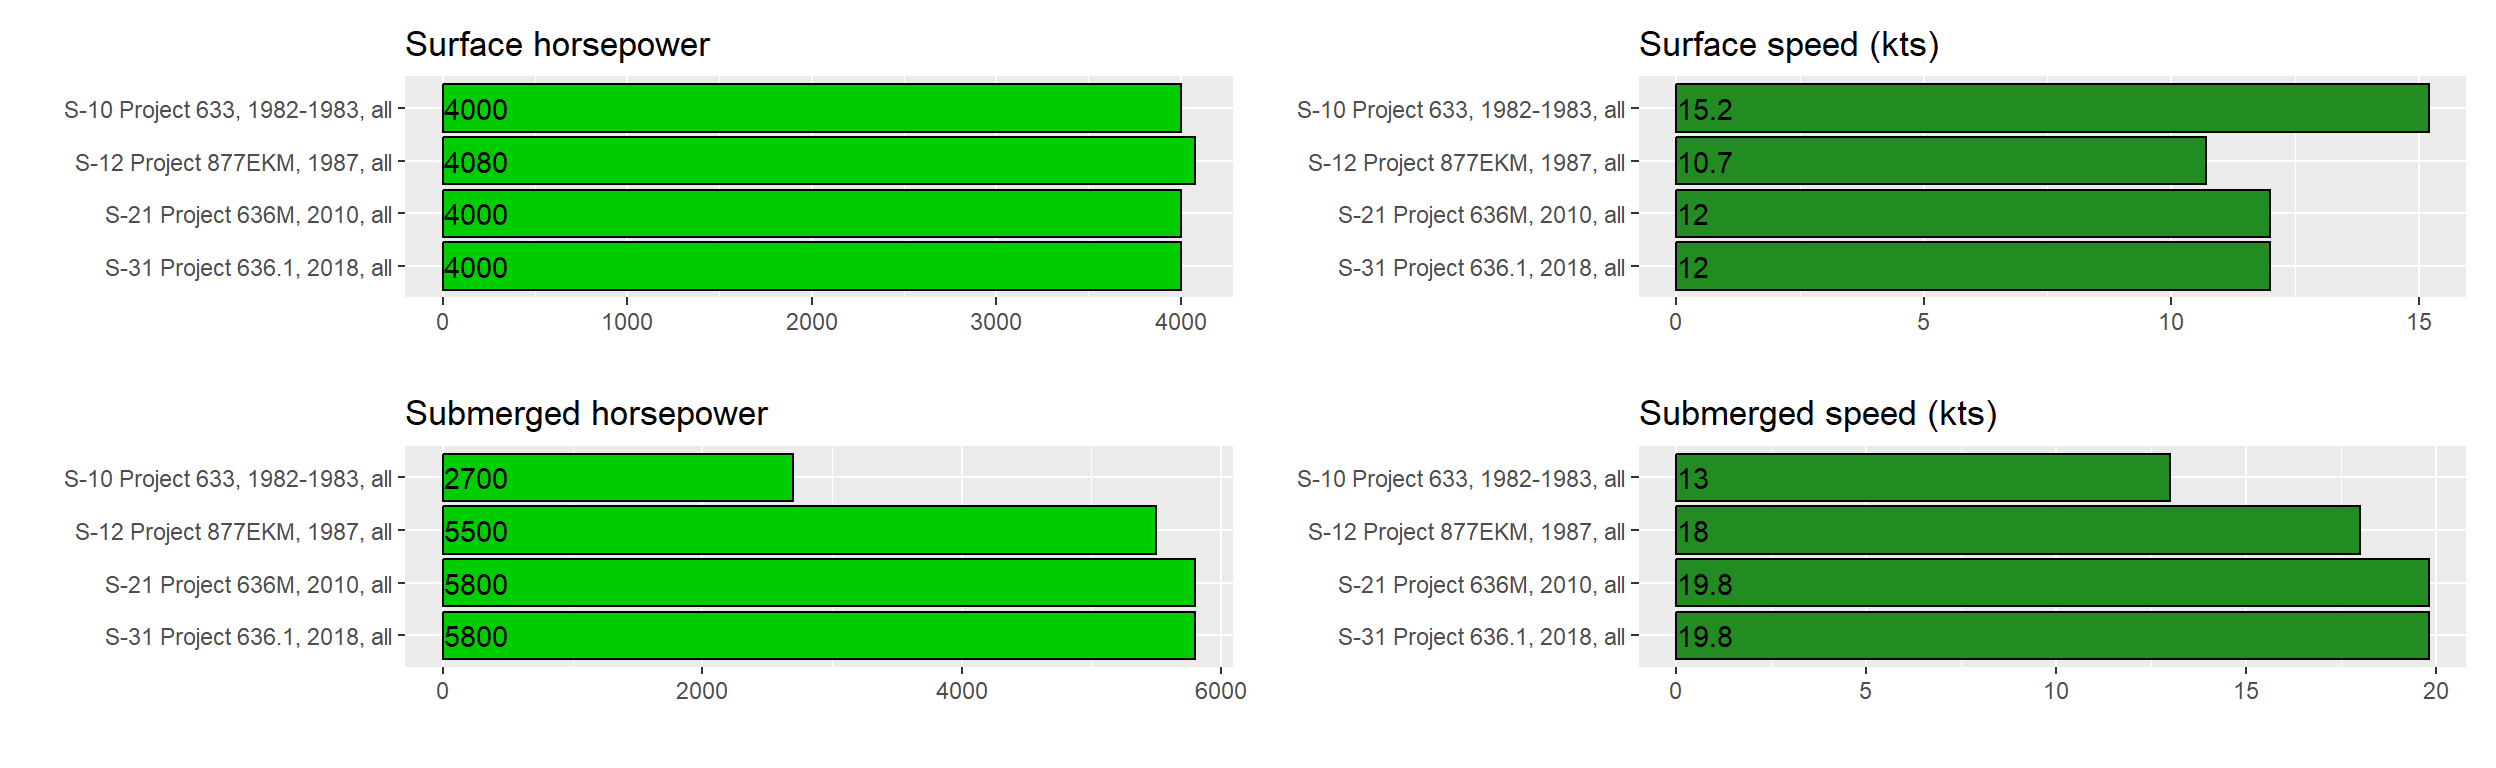 Surface horsepower
S-10 Project 633, 1982-1983, all
4000
S-12 Project 877EKM, 1987, all
4080
S-21 Project 636M, 2010, all
4000
S-31 Project 636.1, 2018, all
4000
0 1000 2000 3000 4000
Surface speed (kts)
S-10 Project 633, 1982-1983, all
15.2
S-12 Project 877EKM, 1987, all
10.7
S-21 Project 636M, 2010, all
12
S-31 Project 636.1, 2018, all
12
0 5 10 15
Submerged horsepower
S-10 Project 633, 1982-1983, all
2700
S-12 Project 877EKM, 1987, all
5500
S-21 Project 636M, 2010, all
5800
S-31 Project 636.1, 2018, all
5800
0 2000 4000 6000
Submerged speed (kts)
S-10 Project 633, 1982-1983, all
13
S-12 Project 877EKM, 1987, all
18
S-21 Project 636M, 2010, all
19.8
S-31 Project 636.1, 2018, all
19.8
0 5 10 15 20